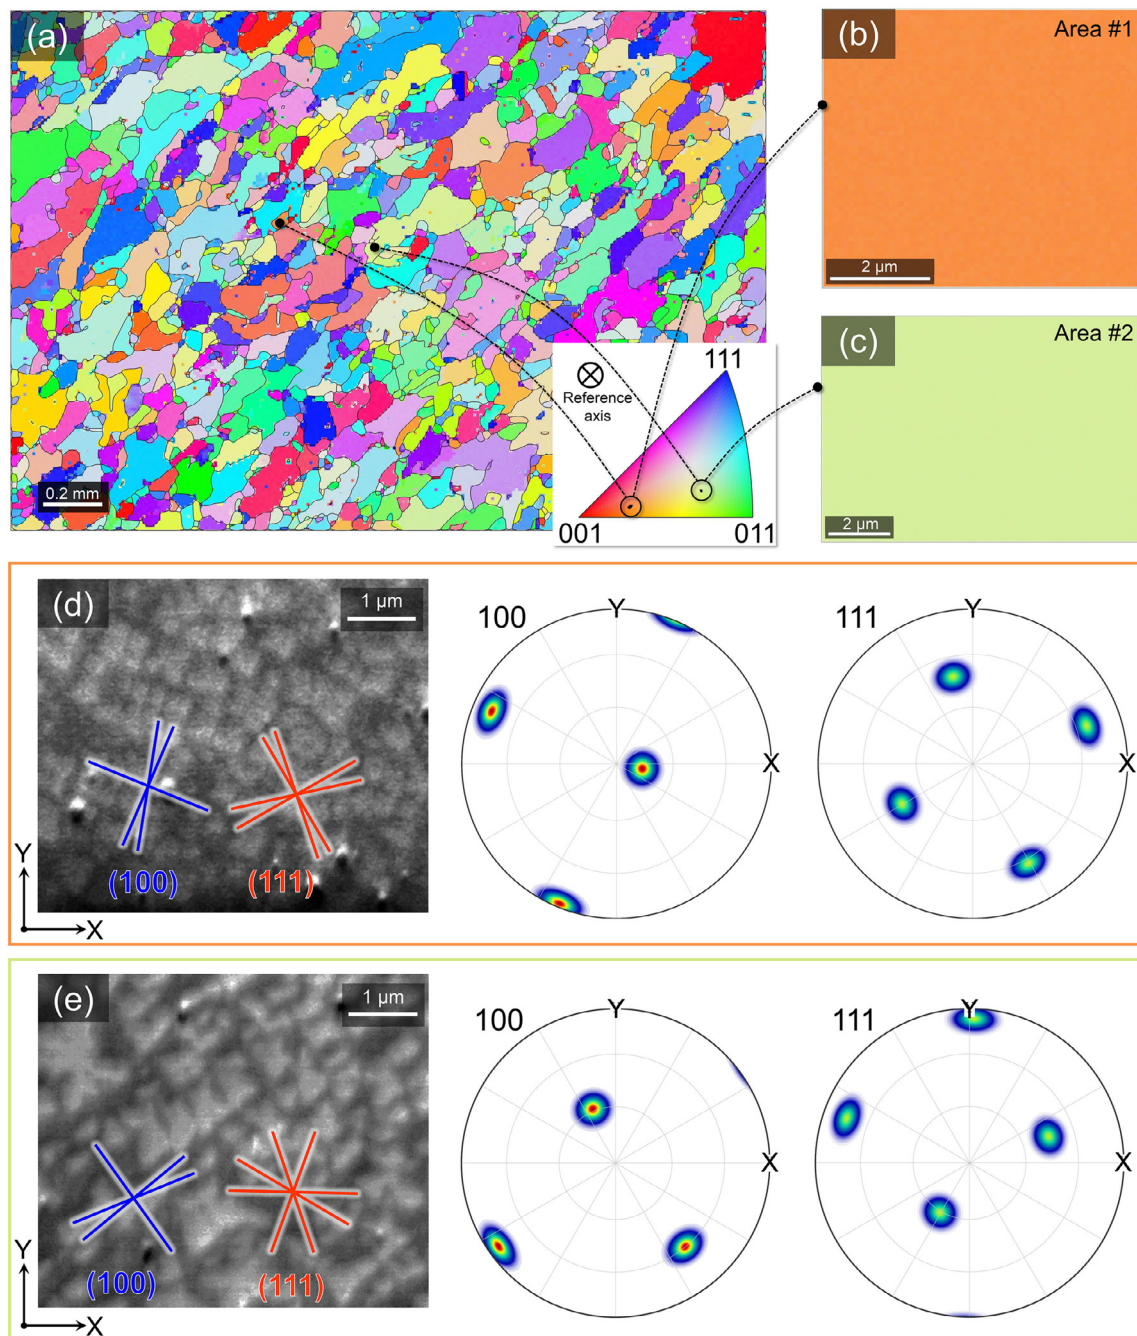 (a)
(b)
Area #1
2 µm
(c)
Area #2
2 µm
0.2 mm
Reference
axis
111
001
011
(d)
1 µm
(100)
(111)
Y
X
100
Y
X
111
Y
X
(e)
1 µm
(100)
(111)
Y
X
100
Y
X
111
Y
X